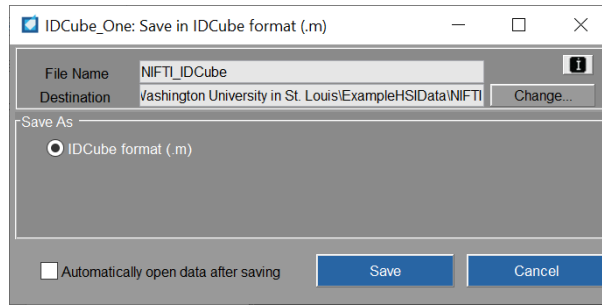 IDCube_One: Save in IDCube format (.m)
File Name NIFTI_IDCube
Destination Washington University in St. Louis\ExampleHSIData\NIFTI Change...
Save As
IDCube format (.m)
Automatically open data after saving Save Cancel